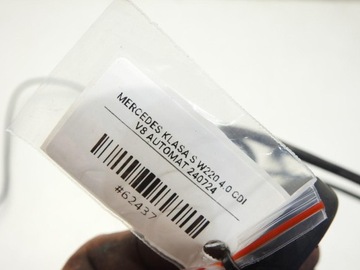 MERCEDES KLASA S W220 4.0 CDI
V8 AUTOMAT 240724
#62437